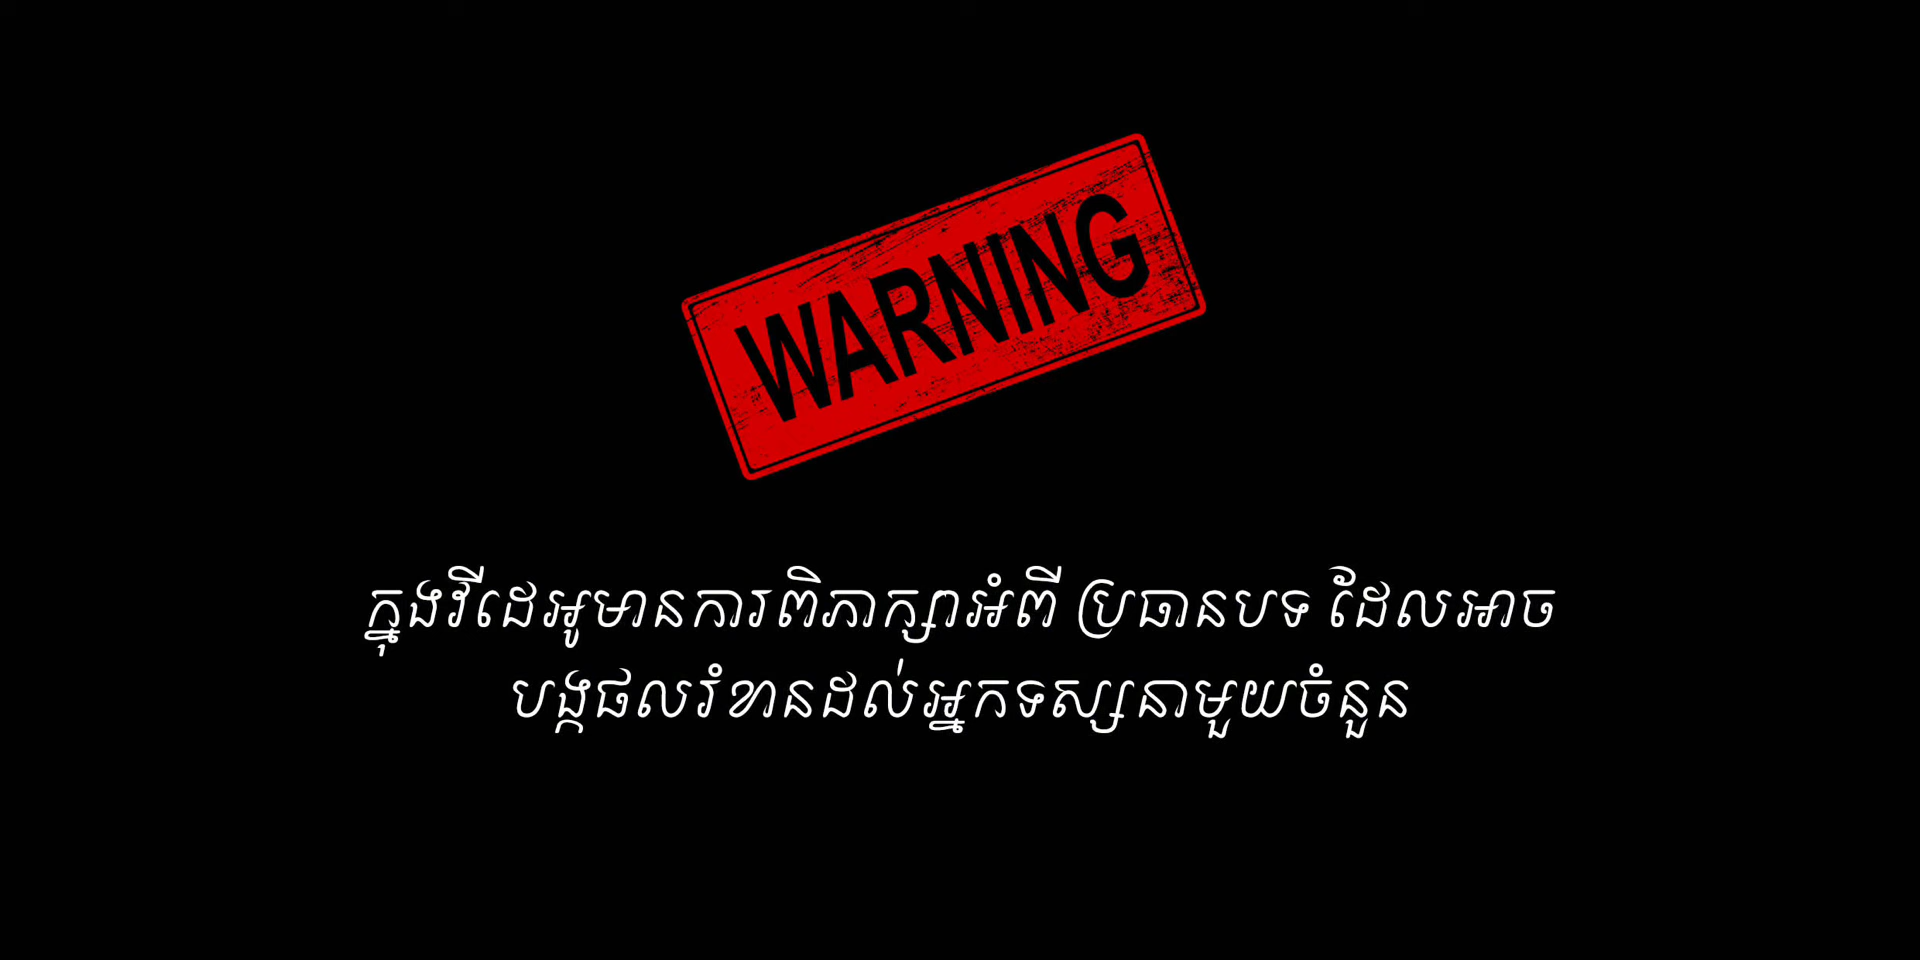 WARNING
ក្នុងវីដេអូមានការពិភាក្សាអំពី ប្រធានបទ ដែលអាច
បង្កផលរំខានដល់អ្នកទស្សនាមួយចំនួន